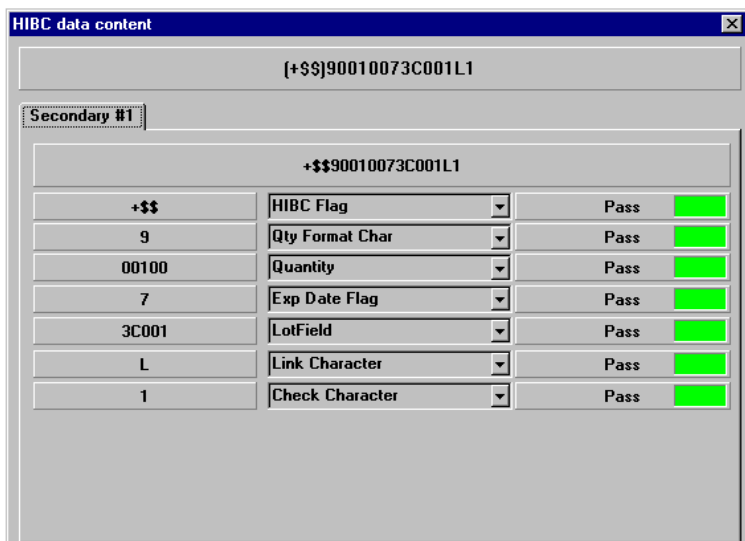 HIBC data content
(+$$)90010073C001L1
Secondary #1
+$$90010073C001L1
+$$ HIBC Flag Pass
9 Qty Format Char Pass
00100 Quantity Pass
7 Exp Date Flag Pass
3C001 LotField Pass
L Link Character Pass
1 Check Character Pass